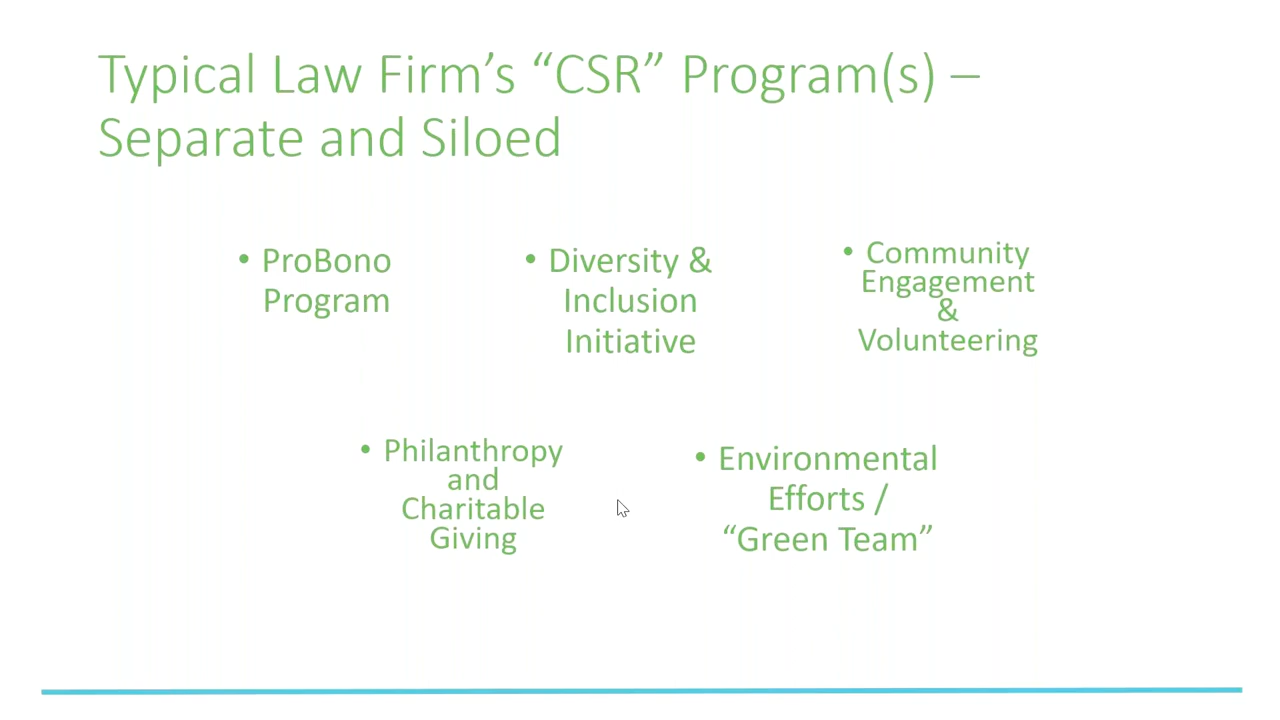 Typical Law Firm’s “CSR” Program(s) –
Separate and Siloed
• ProBono
Program
• Diversity &
Inclusion
Initiative
• Community
Engagement
&
Volunteering
• Philanthropy
and
Charitable
Giving
• Environmental
Efforts /
“Green Team”